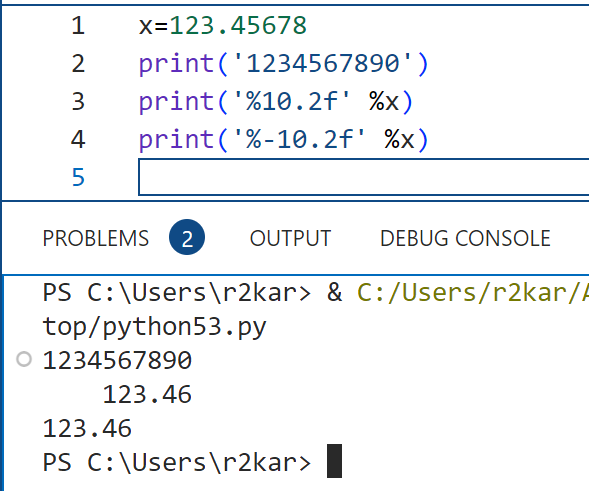 1 x=123.45678
2 print('1234567890')
3 print('%10.2f' %x)
4 print('%-10.2f' %x)
5
PROBLEMS 2 OUTPUT DEBUG CONSOLE
PS C:\Users\r2kar> & C:/Users/r2kar/
top/python53.py
1234567890
    123.46
123.46
PS C:\Users\r2kar>